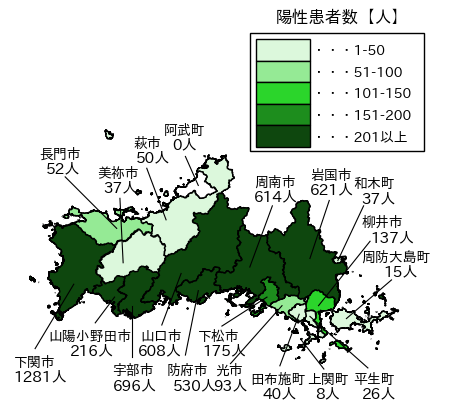 陽性患者数【人】
・・・1-50
・・・51-100
・・・101-150
・・・151-200
・・・201以上
阿武町
0人
萩市
50人
長門市
52人
美祢市
37人
周南市
614人
岩国市
621人
和木町
37人
柳井市
137人
周防大島町
15人
山陽小野田市
216人
下関市
1281人
宇部市
696人
山口市
608人
防府市
530人
下松市
175人
光市
93人
田布施町
40人
上関町
8人
平生町
26人